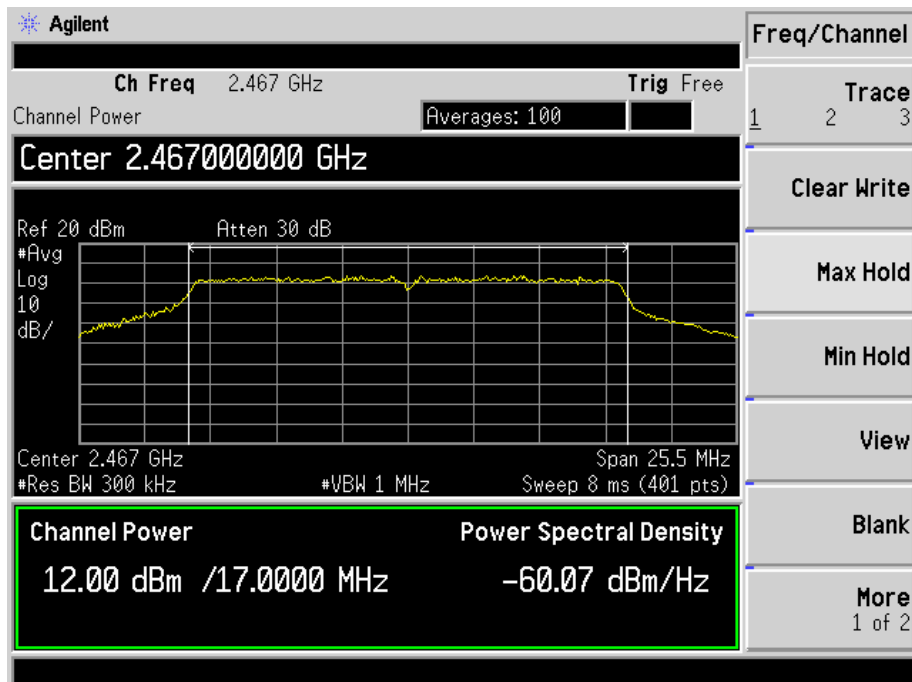 Agilent
Freq/Channel
Ch Freq 2.467 GHz Trig Free
Channel Power Averages: 100
Center 2.467000000 GHz
Ref 20 dBm Atten 30 dB
#Avg
Log
10
dB/
Center 2.467 GHz Span 25.5 MHz
#Res BW 300 kHz #VBW 1 MHz Sweep 8 ms (401 pts)
Channel Power Power Spectral Density
12.00 dBm /17.0000 MHz -60.07 dBm/Hz
Trace
1 2 3
Clear Write
Max Hold
Min Hold
View
Blank
More
1 of 2